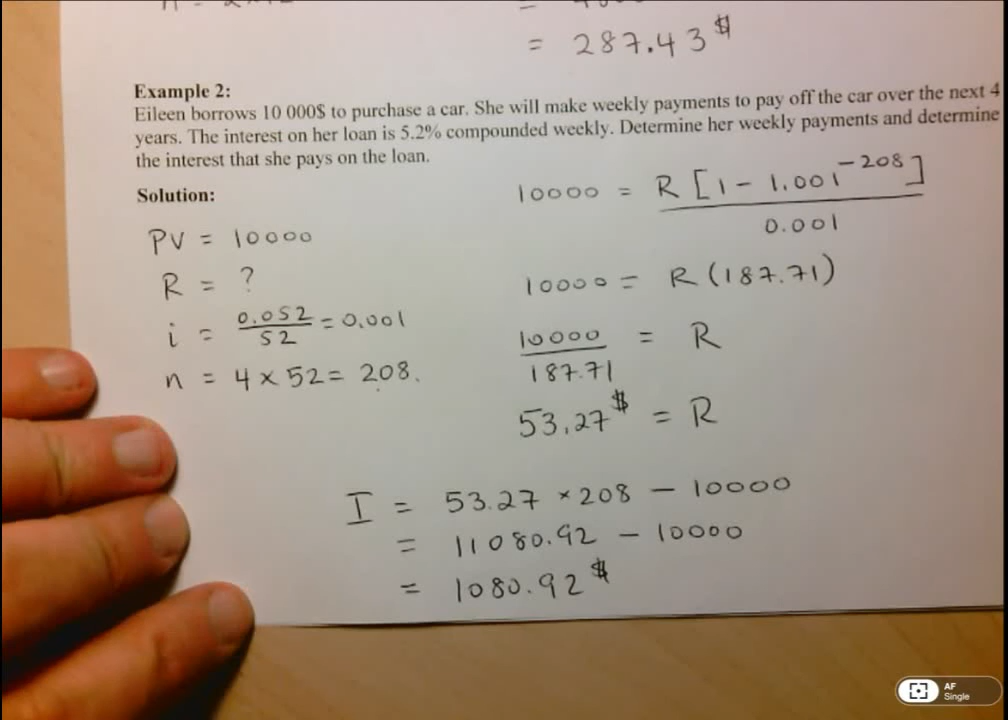 = 287.43$
Example 2:
Eileen borrows 10 000$ to purchase a car. She will make weekly payments to pay off the car over the next 4
years. The interest on her loan is 5.2% compounded weekly. Determine her weekly payments and determine
the interest that she pays on the loan.
Solution:
PV = 10000
R = ?
i = 0.052/52 = 0.001
n = 4 × 52 = 208.
10000 = R [1 - 1.001^-208] / 0.001
10000 = R (187.71)
10000/187.71 = R
53.27$ = R
I = 53.27 × 208 - 10000
= 11080.92 - 10000
= 1080.92$
AF
Single